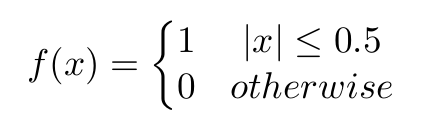 f(x) = { 1 |x| ≤ 0.5
0 otherwise